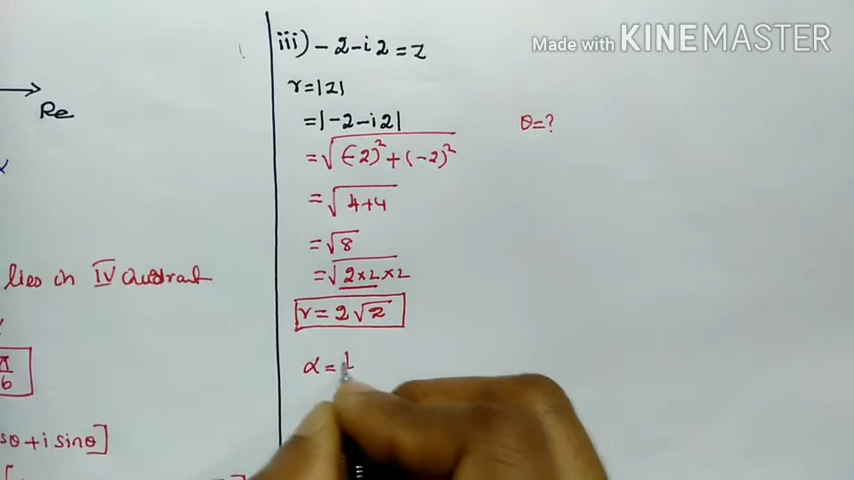 Re
lies in IV Quadrant
π
6
sθ + i sinθ]
iii) -2-i2 = z
r = |z|
= |-2-i2|
= √(-2)²+(-2)²
= √4+4
= √8
= √2×2×2
r = 2√2
α = t
θ=?
Made with KINEMASTER